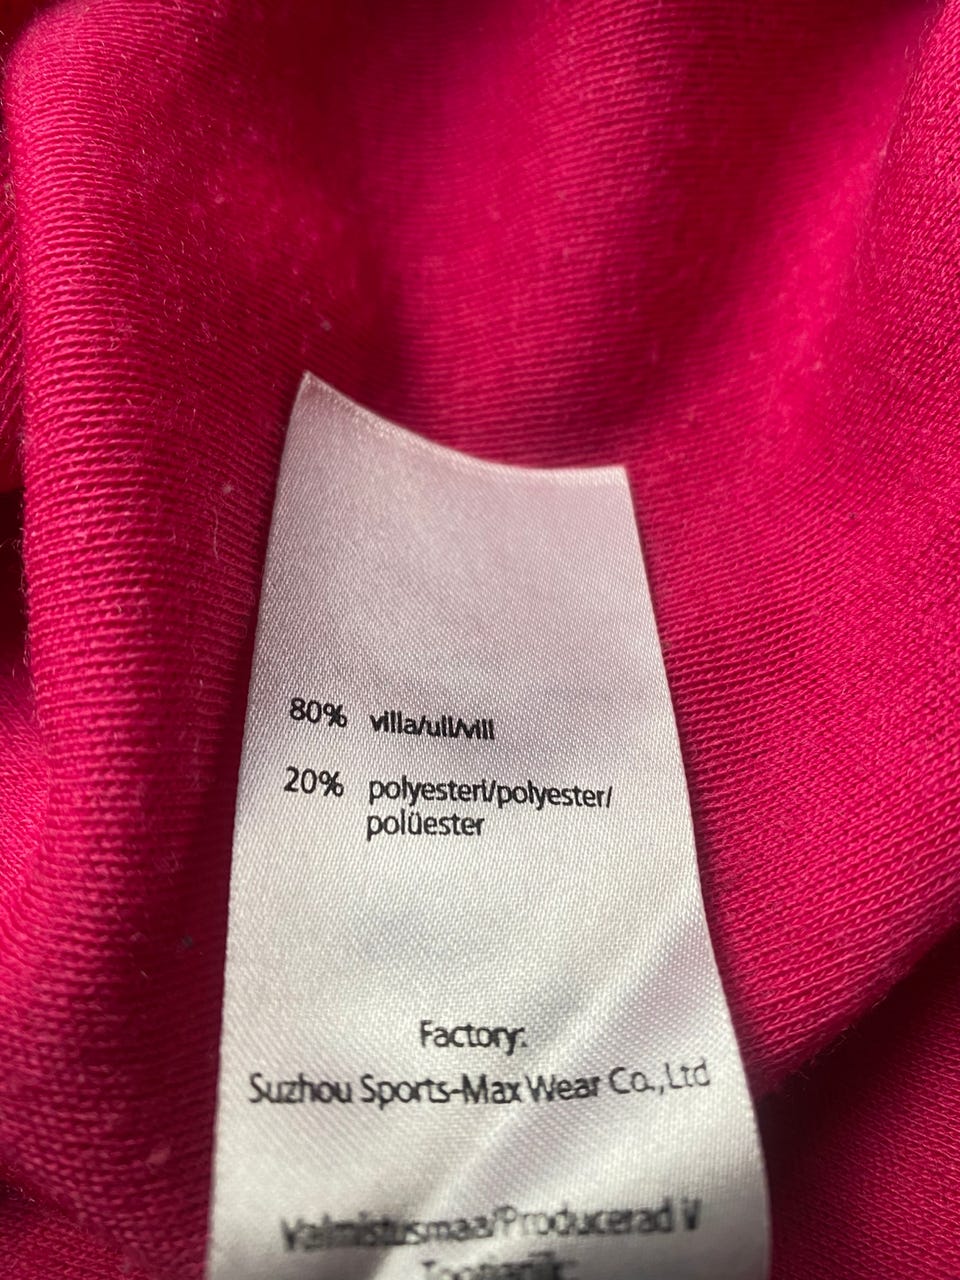 80% villa/ull/vill
20% polyesteri/polyester/
polüester
Factory:
Suzhou Sports-Max Wear Co.,Ltd
Valmistusmaa/Producerad i/